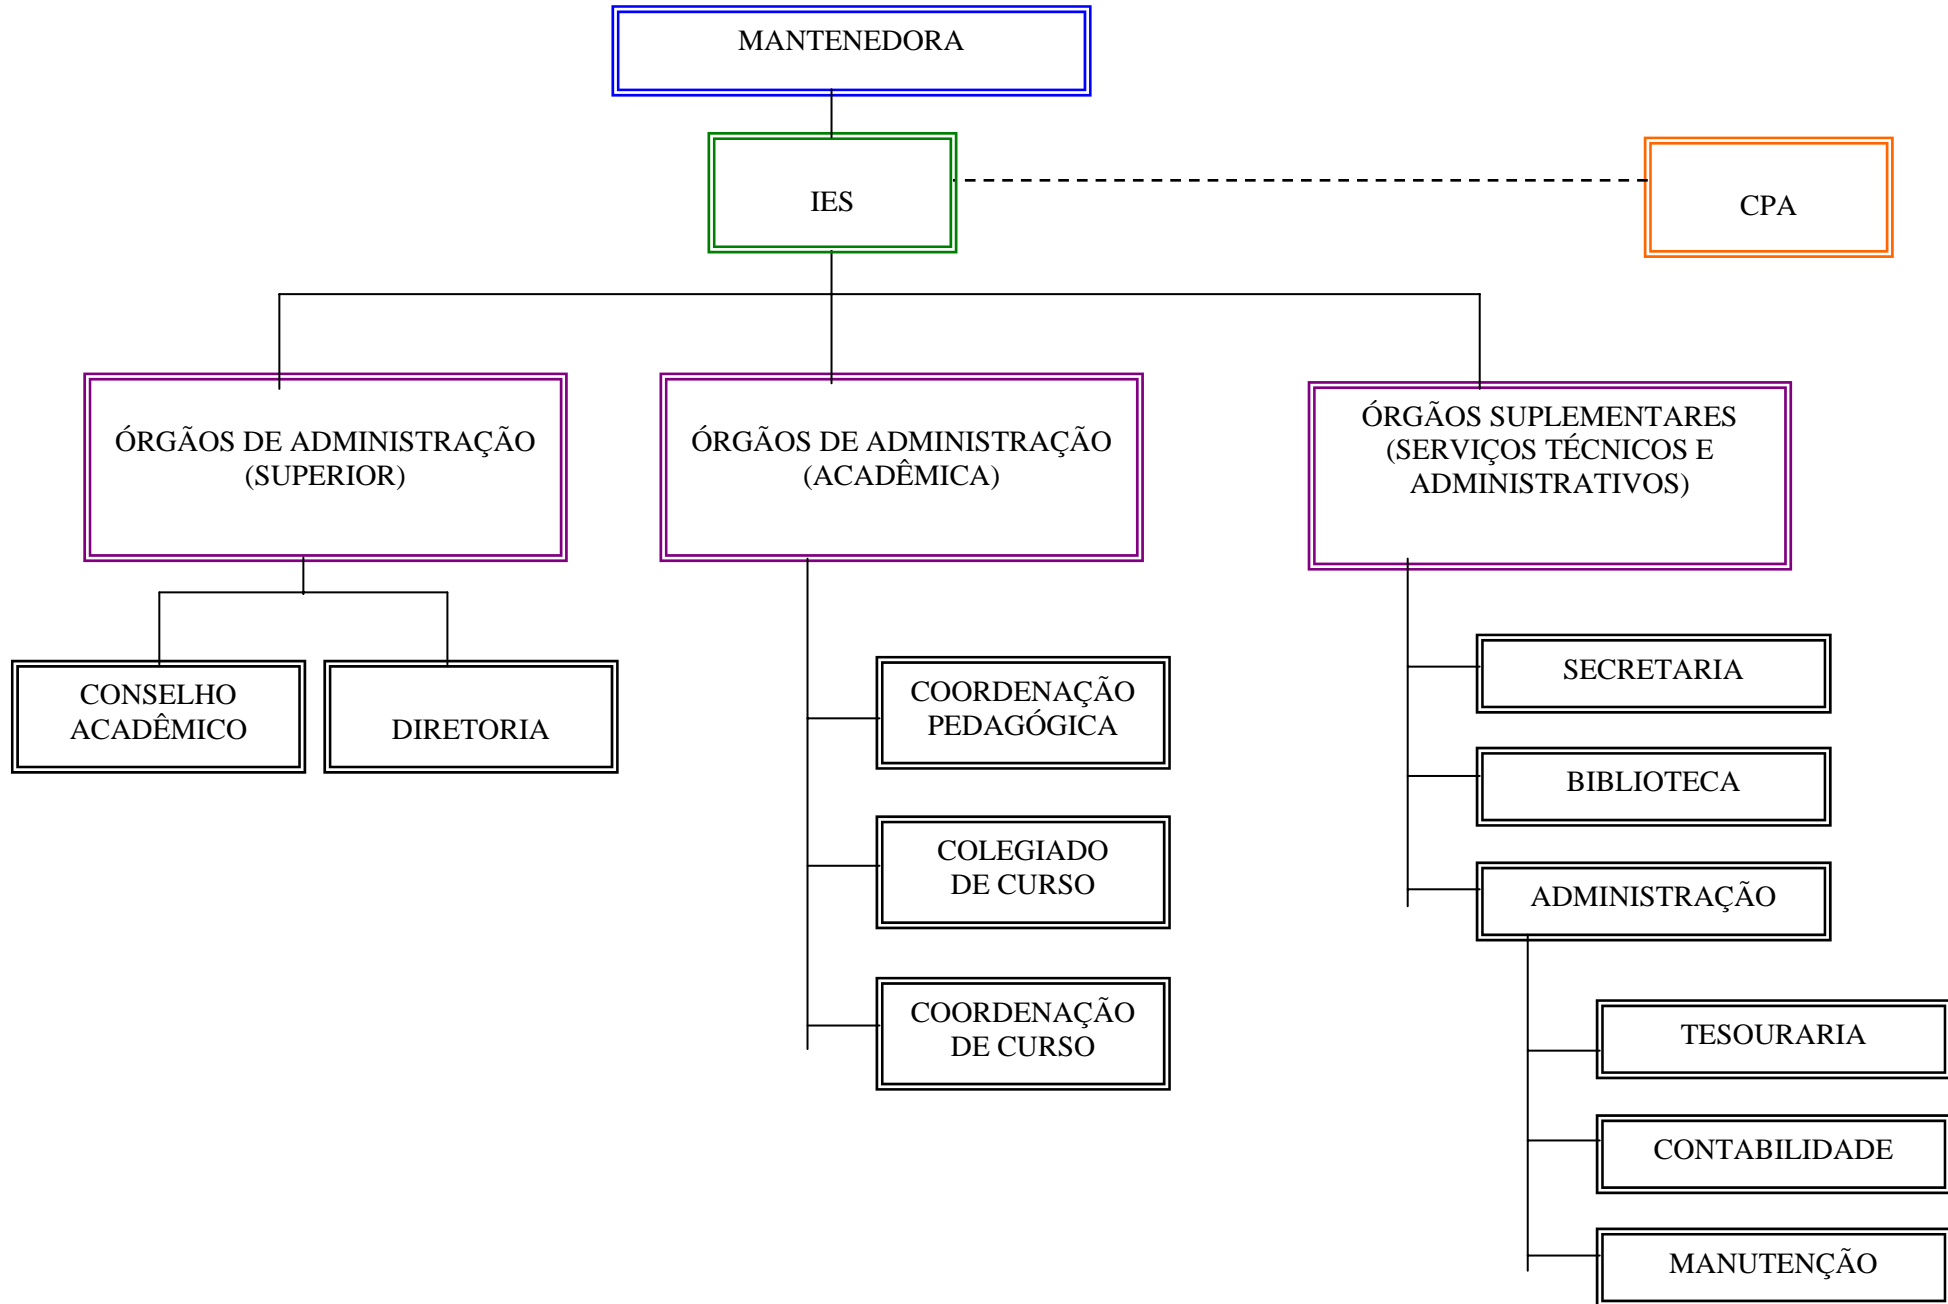 MANTENEDORA
IES
CPA
ÓRGÃOS DE ADMINISTRAÇÃO
(SUPERIOR)
ÓRGÃOS DE ADMINISTRAÇÃO
(ACADÊMICA)
ÓRGÃOS SUPLEMENTARES
(SERVIÇOS TÉCNICOS E
ADMINISTRATIVOS)
CONSELHO
ACADÊMICO
DIRETORIA
COORDENAÇÃO
PEDAGÓGICA
COLEGIADO
DE CURSO
COORDENAÇÃO
DE CURSO
SECRETARIA
BIBLIOTECA
ADMINISTRAÇÃO
TESOURARIA
CONTABILIDADE
MANUTENÇÃO